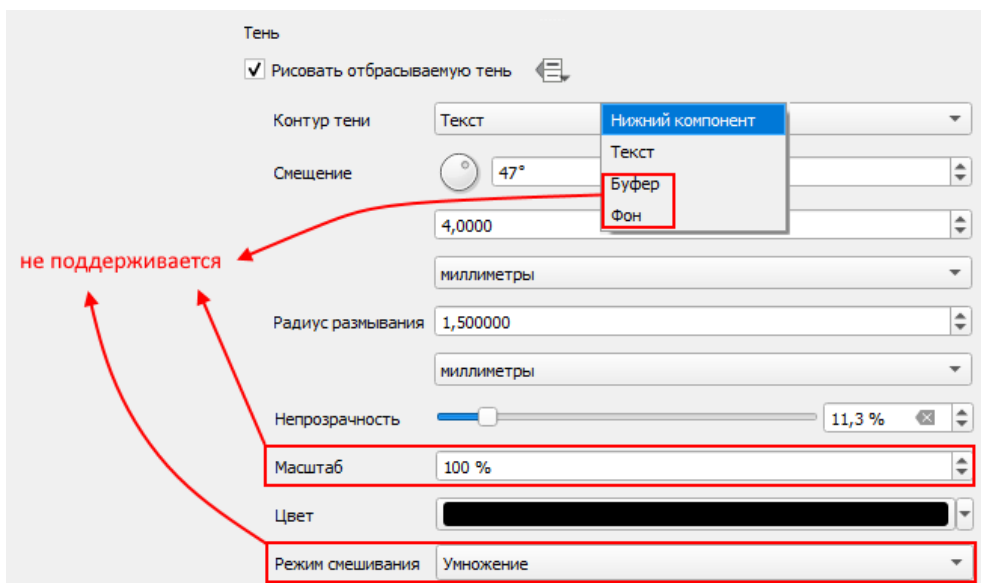 Тень
Рисовать отбрасываемую тень
Контур тени Текст Нижний компонент
Текст
Смещение 47°
Буфер
Фон
4,0000
не поддерживается
миллиметры
Радиус размывания 1,500000
миллиметры
Непрозрачность 11,3 %
Масштаб 100 %
Цвет
Режим смешивания Умножение